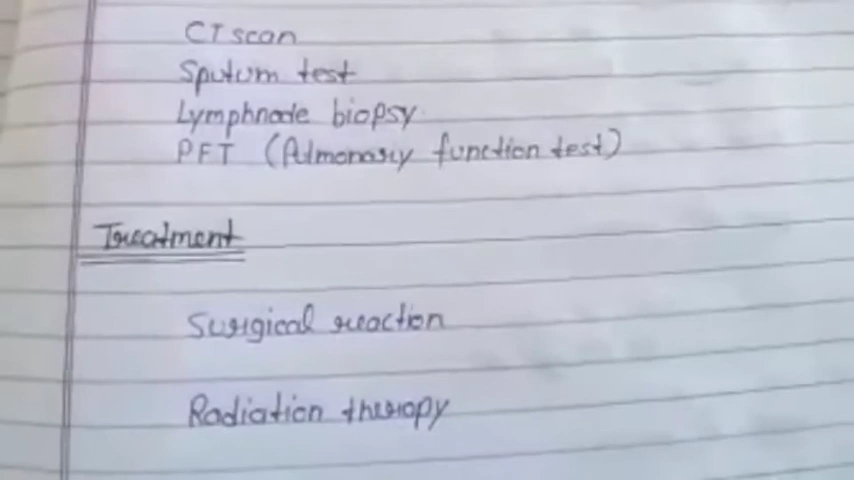 CT scan
Sputum test
Lymphnode biopsy
PFT (Pulmonary function test)
Treatment
Surgical reaction
Radiation therapy